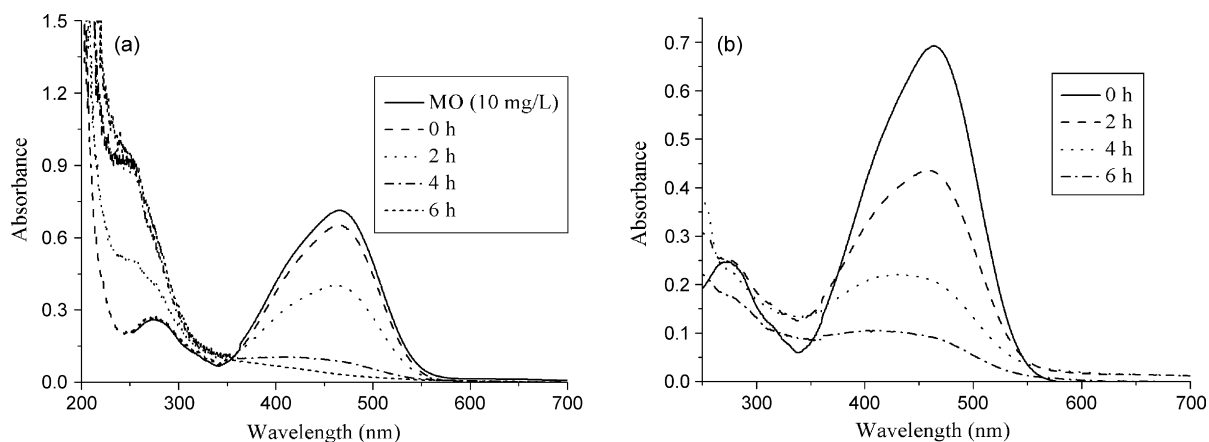 (a)
1.5
1.2
0.9
0.6
0.3
0.0
Absorbance
200 300 400 500 600 700
Wavelength (nm)
MO (10 mg/L)
0 h
2 h
4 h
6 h
(b)
0.7
0.6
0.5
0.4
0.3
0.2
0.1
0.0
Absorbance
300 400 500 600 700
Wavelength (nm)
0 h
2 h
4 h
6 h